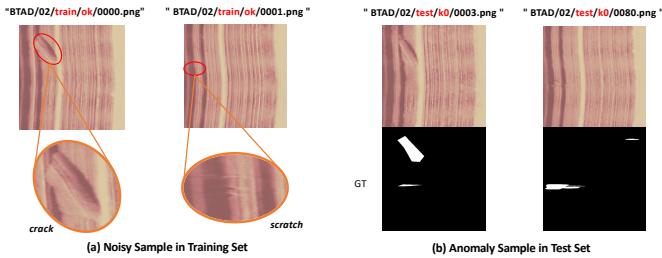 "BTAD/02/train/ok/0000.png "
"BTAD/02/train/ok/0001.png "
" BTAD/02/test/k0/0003.png "
" BTAD/02/test/k0/0080.png "
GT
crack
scratch
(a) Noisy Sample in Training Set
(b) Anomaly Sample in Test Set